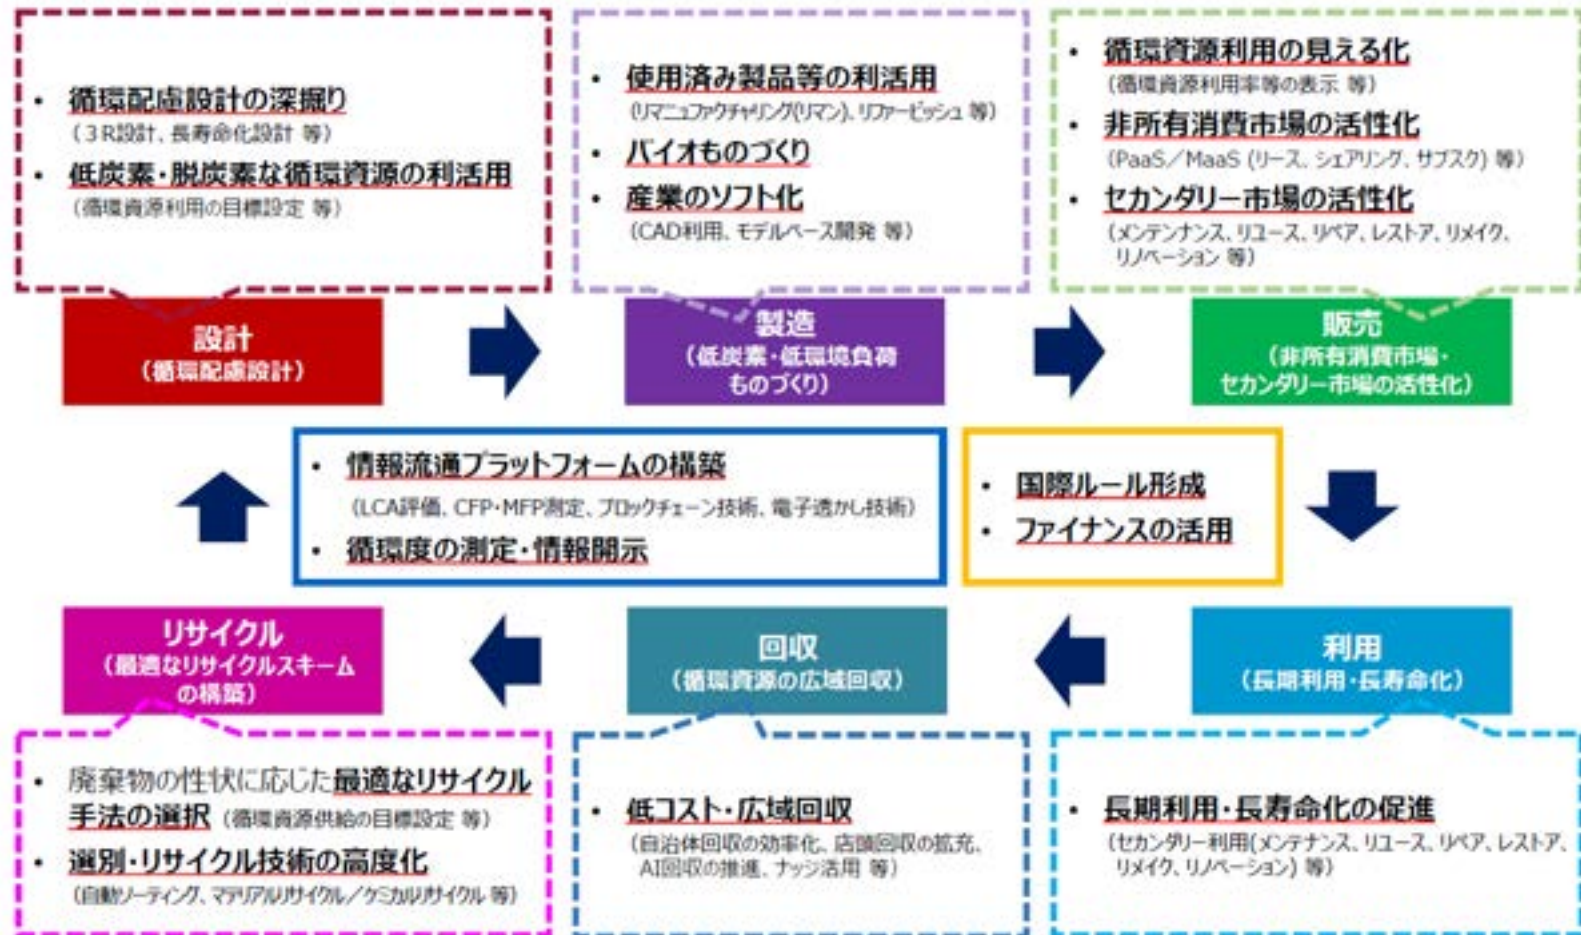 ・循環配慮設計の深掘り
（３R設計、長寿命化設計 等）
・低炭素・脱炭素な循環資源の利活用
（循環資源利用の目標設定 等）
・使用済み製品等の利活用
（リマニュファクチャリング(リマン)、リファービッシュ 等）
・バイオものづくり
・産業のソフト化
（CAD利用、モデルベース開発 等）
・循環資源利用の見える化
（循環資源利用率等の表示 等）
・非所有消費市場の活性化
（PaaS／MaaS (リース、シェアリング、サブスク) 等）
・セカンダリー市場の活性化
（メンテンナンス、リユース、リペア、レストア、リメイク、
リノベーション 等）
設計
（循環配慮設計）
製造
（低炭素・低環境負荷
ものづくり）
販売
（非所有消費市場・
セカンダリー市場の活性化）
・情報流通プラットフォームの構築
（LCA評価、CFP・MFP測定、ブロックチェーン技術、電子透かし技術）
・循環度の測定・情報開示
・国際ルール形成
・ファイナンスの活用
リサイクル
（最適なリサイクルスキーム
の構築）
回収
（循環資源の広域回収）
利用
（長期利用・長寿命化）
・廃棄物の性状に応じた最適なリサイクル
手法の選択（循環資源供給の目標設定 等）
・選別・リサイクル技術の高度化
（自動ソーティング、マテリアルリサイクル／ケミカルリサイクル 等）
・低コスト・広域回収
（自治体回収の効率化、店頭回収の拡充、
AI回収の推進、ナッジ活用 等）
・長期利用・長寿命化の促進
（セカンダリー利用(メンテナンス、リユース、リペア、レストア、
リメイク、リノベーション) 等）